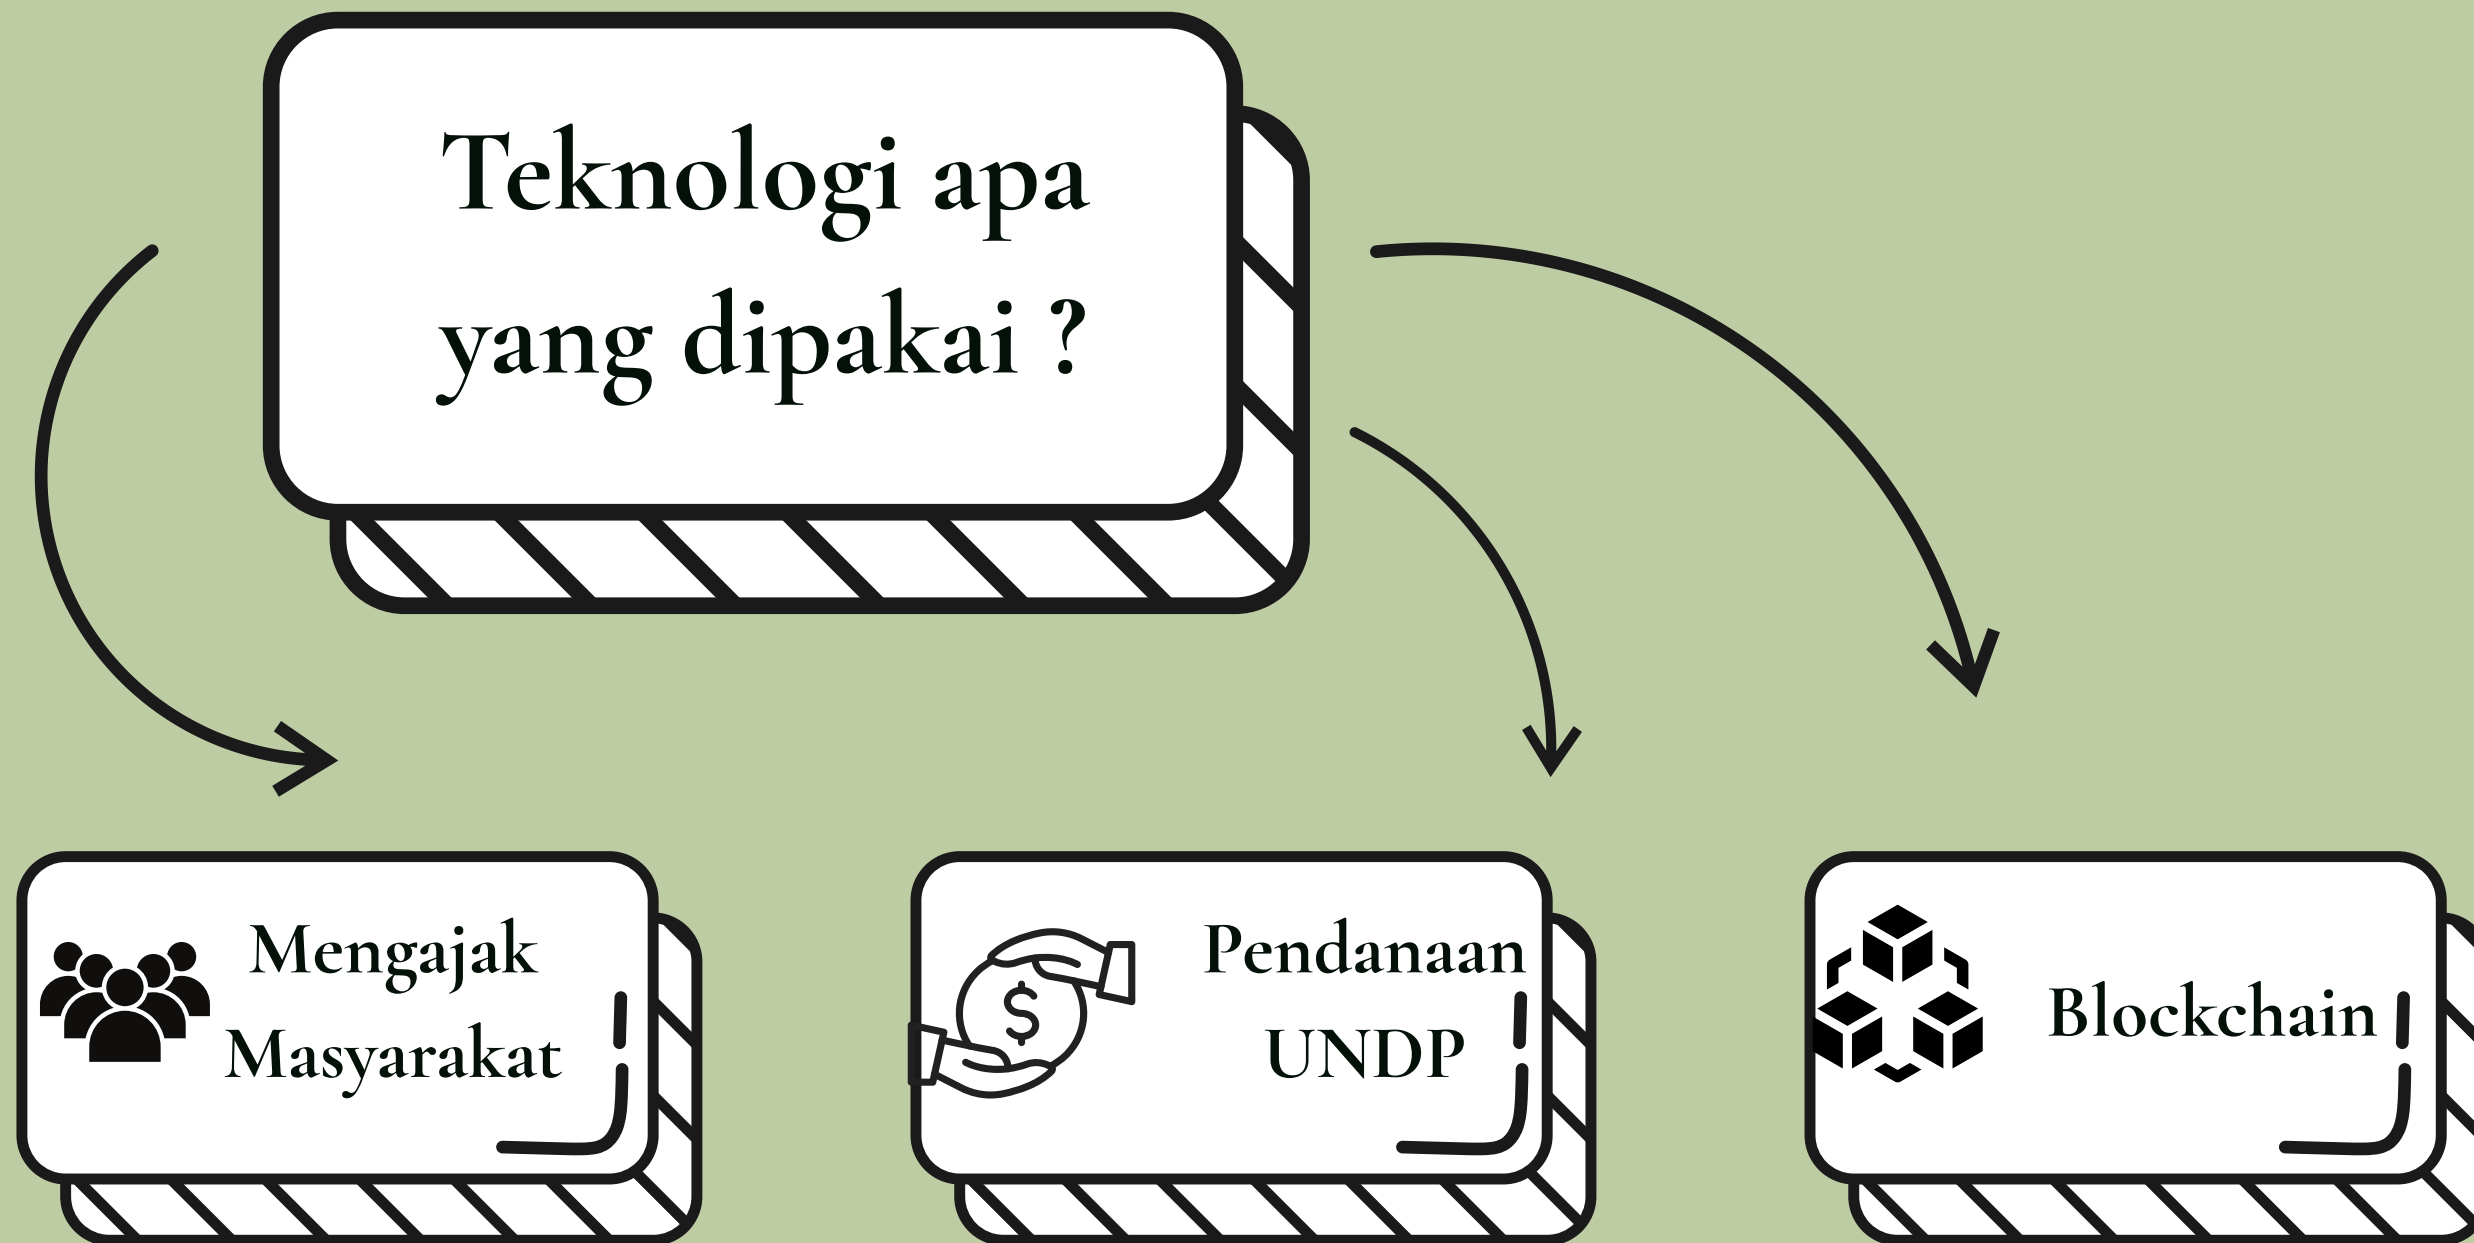 Teknologi apa
yang dipakai ?
Mengajak
Masyarakat
Pendanaan
UNDP
Blockchain